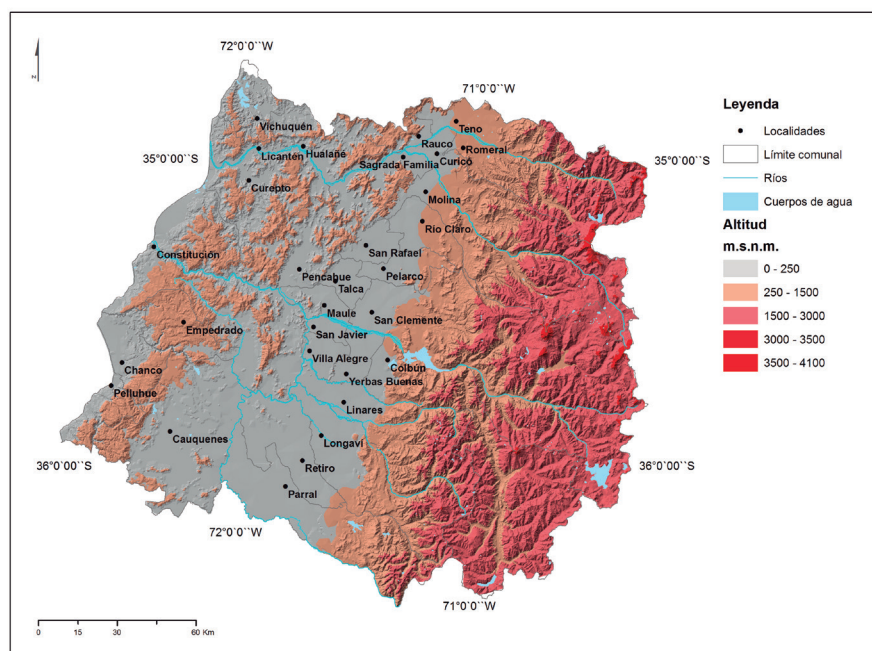 72°0'0``W
71°0'0``W
N
Leyenda
Localidades
Límite comunal
Ríos
Cuerpos de agua
Altitud
m.s.n.m.
0 - 250
250 - 1500
1500 - 3000
3000 - 3500
3500 - 4100
35°0'0``S
35°0'0``S
Vichuquén
Teno
Rauco
Romeral
Licantén
Hualañé
Curicó
Sagrada Familia
Curepto
Molina
Río Claro
Constitución
San Rafael
Pencahue
Pelarco
Talca
Maule
San Clemente
Empedrado
San Javier
Villa Alegre
Colbún
Chanco
Yerbas Buenas
Pelluhue
Linares
Cauquenes
Longaví
36°0'0``S
36°0'0``S
Retiro
Parral
72°0'0``W
71°0'0``W
0 15 30 60 Km